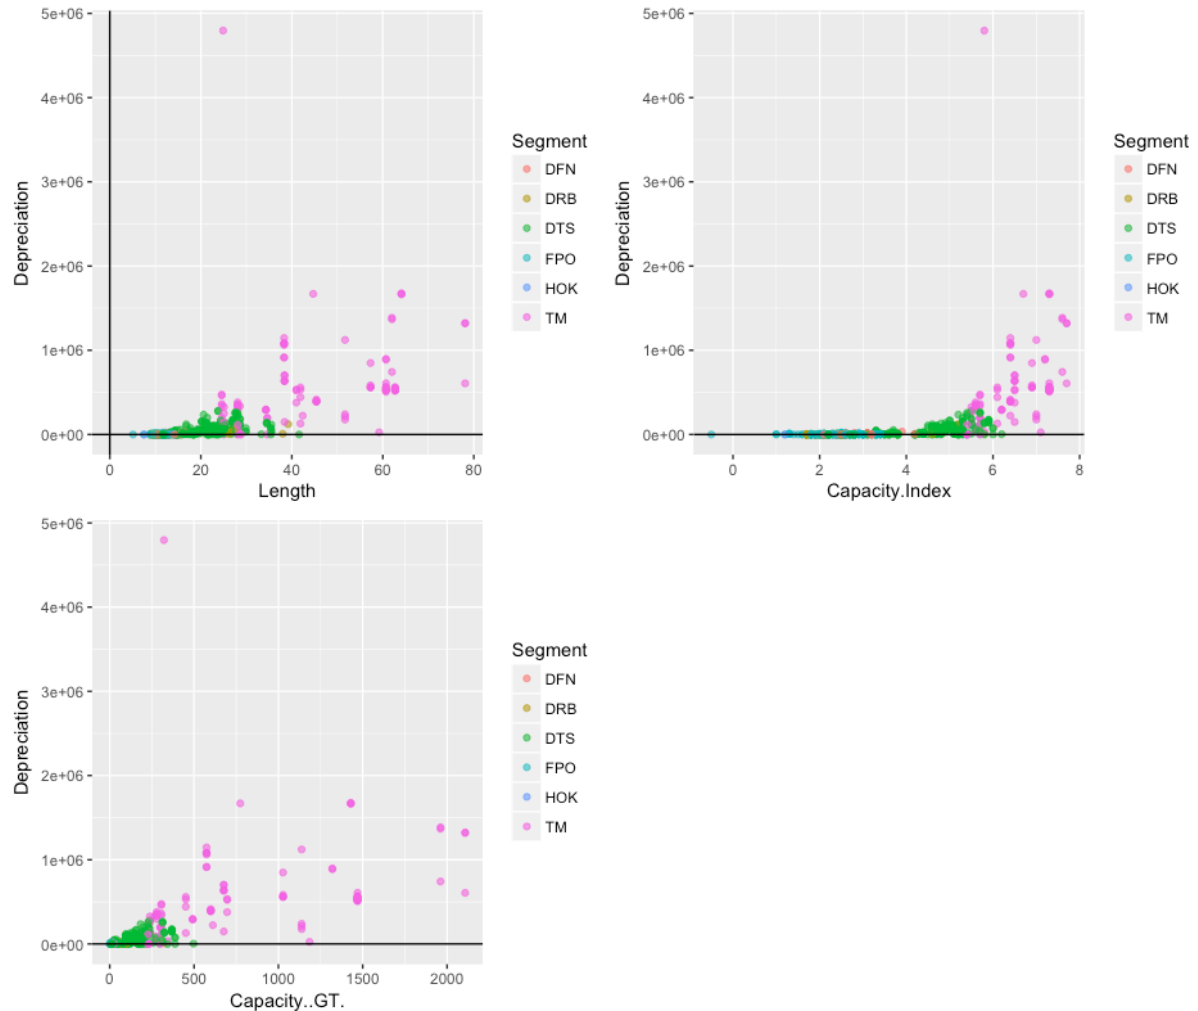 5e+06
4e+06
3e+06
2e+06
1e+06
0e+00
Depreciation
0 20 40 60 80
Length
Segment
DFN
DRB
DTS
FPO
HOK
TM
5e+06
4e+06
3e+06
2e+06
1e+06
0e+00
Depreciation
0 2 4 6 8
Capacity.Index
Segment
DFN
DRB
DTS
FPO
HOK
TM
5e+06
4e+06
3e+06
2e+06
1e+06
0e+00
Depreciation
0 500 1000 1500 2000
Capacity..GT.
Segment
DFN
DRB
DTS
FPO
HOK
TM